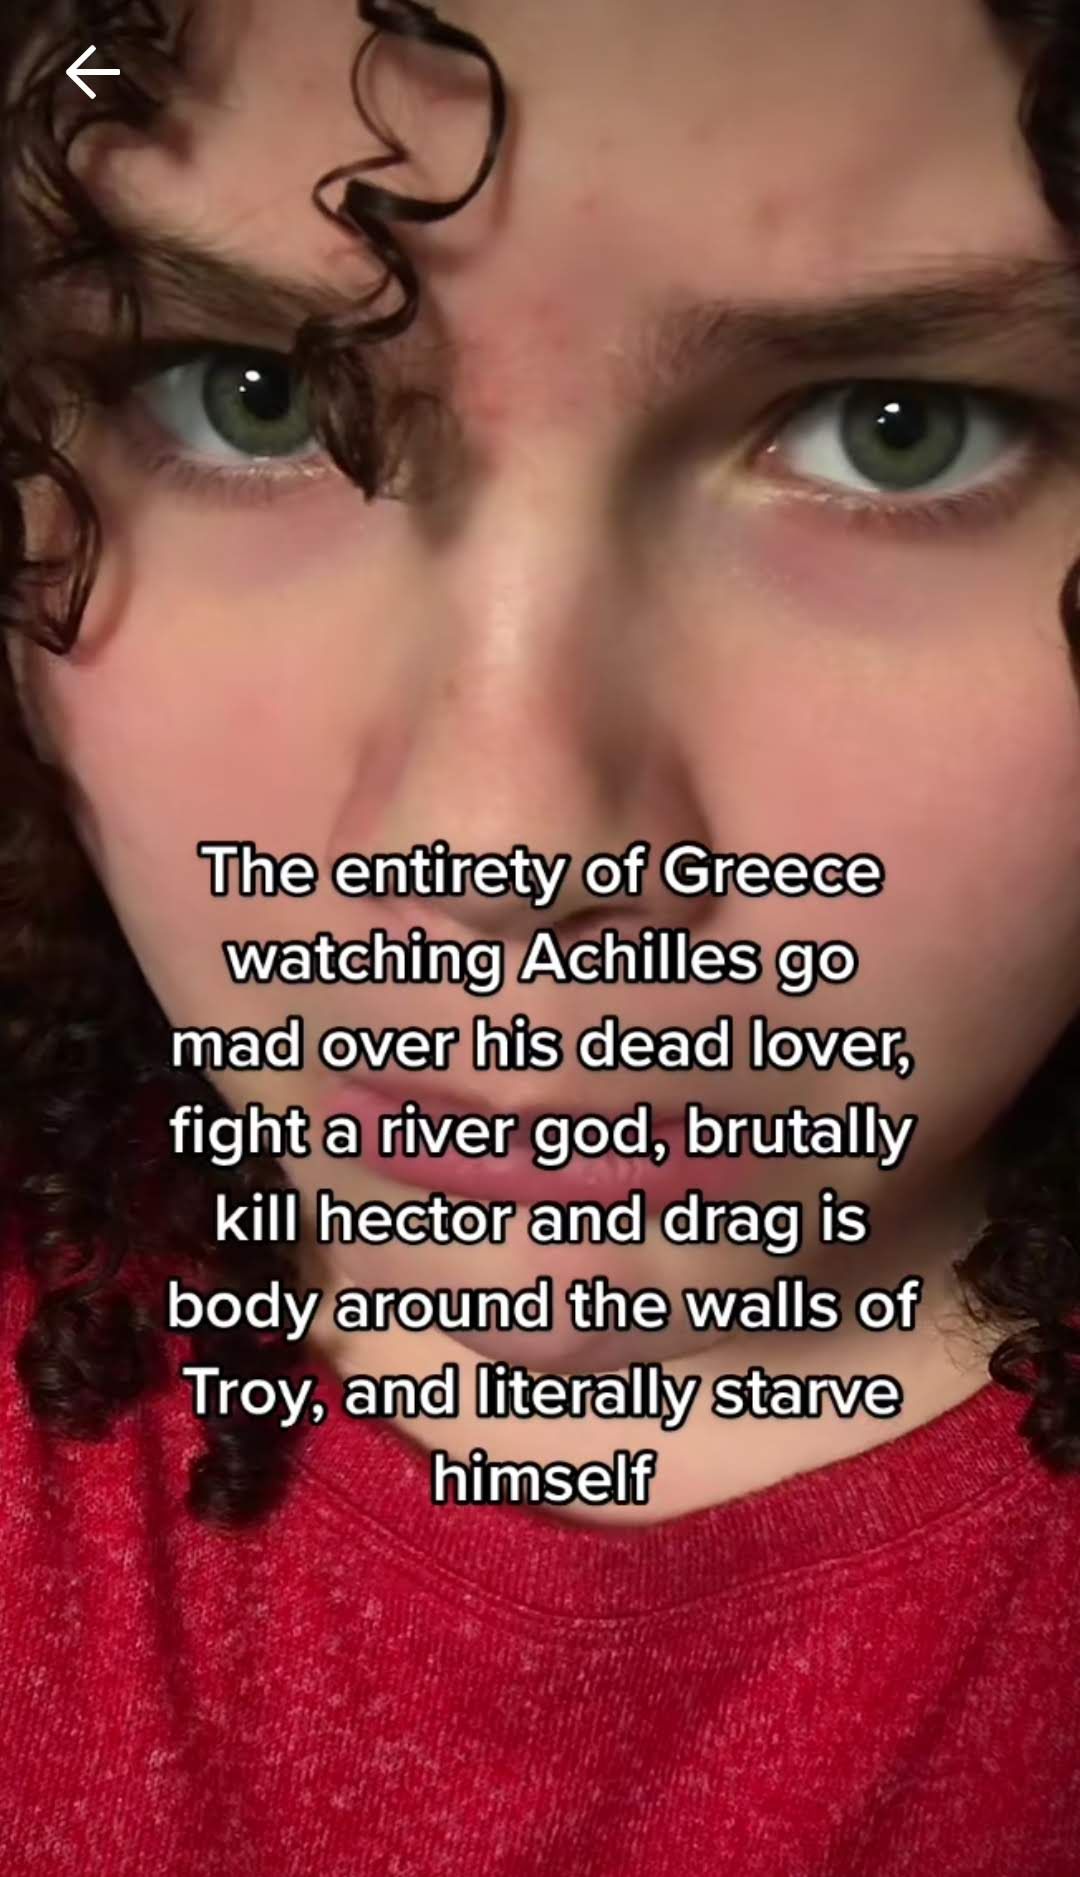 The entirety of Greece
watching Achilles go
mad over his dead lover,
fight a river god, brutally
kill hector and drag is
body around the walls of
Troy, and literally starve
himself